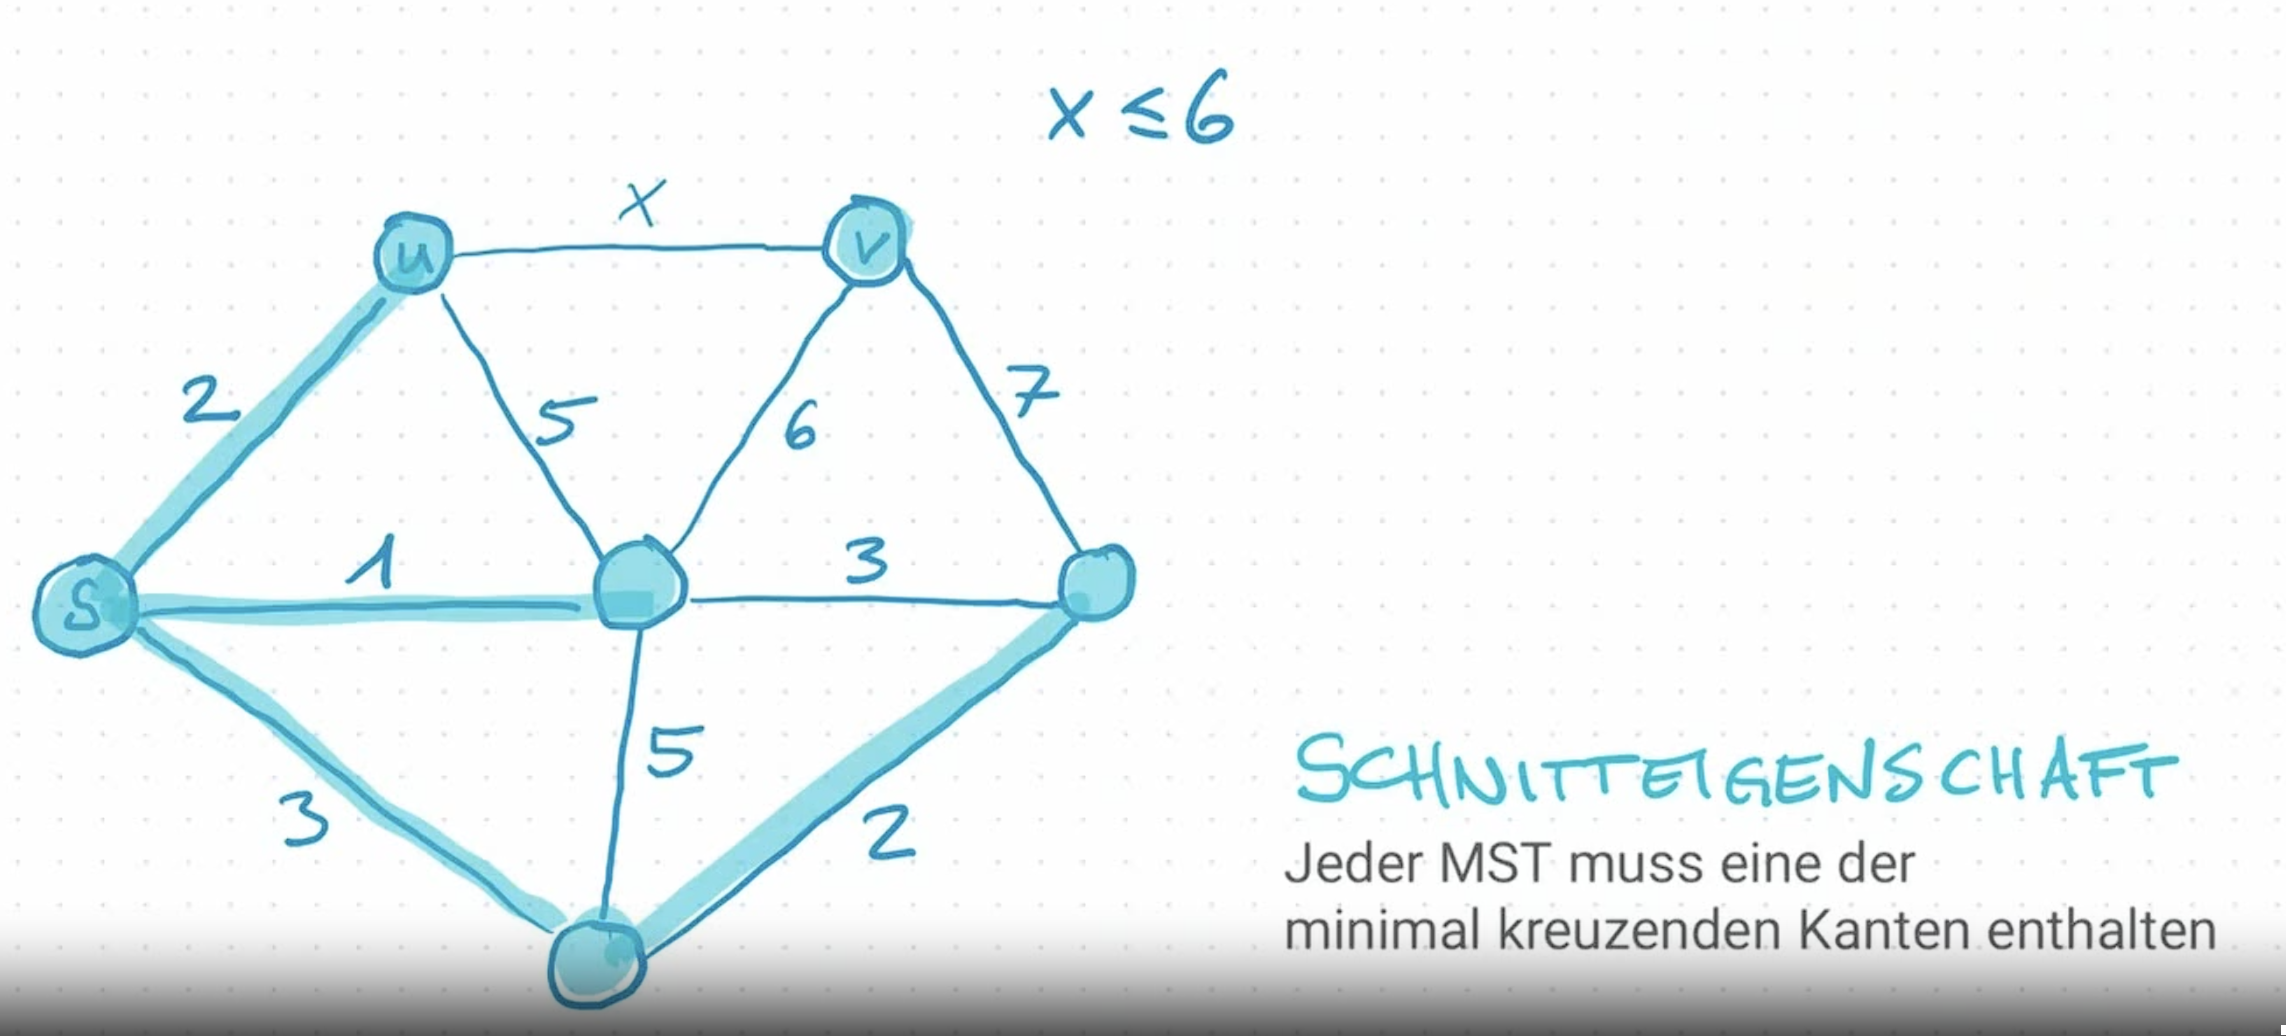 x ≤ 6
x
u
v
2
5
6
7
S
1
3
3
5
2
SCHNITTEIGENSCHAFT
Jeder MST muss eine der
minimal kreuzenden Kanten enthalten